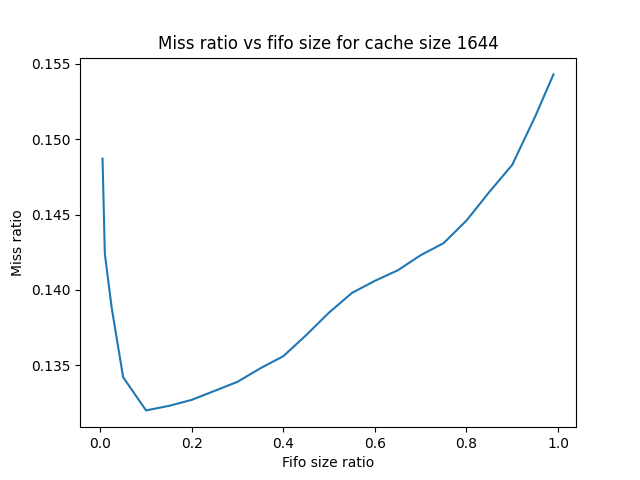 Miss ratio vs fifo size for cache size 1644
0.155
0.150
0.145
0.140
0.135
Miss ratio
0.0 0.2 0.4 0.6 0.8 1.0
Fifo size ratio